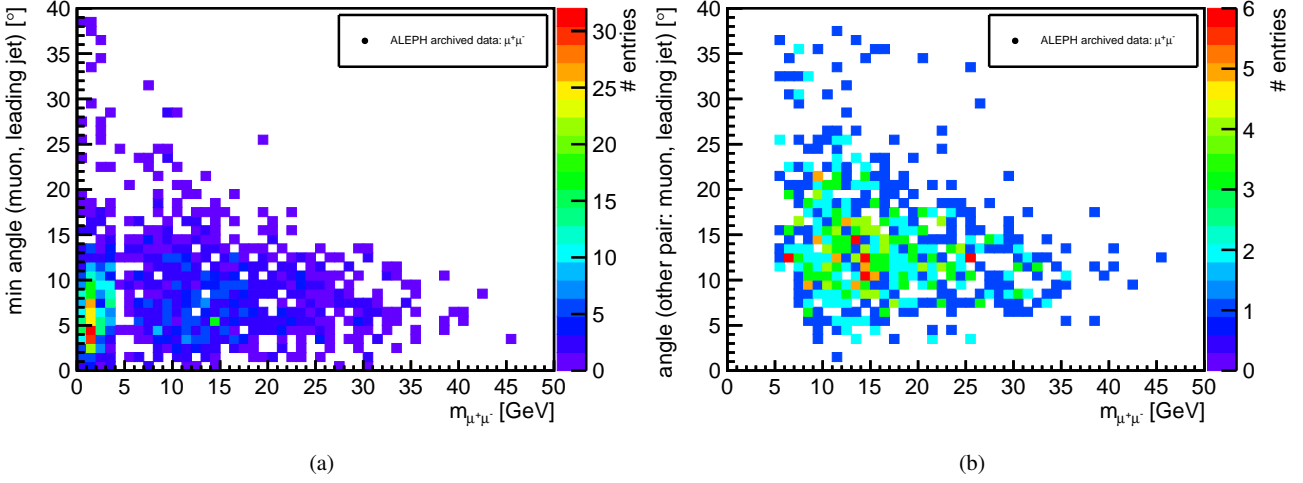 min angle (muon, leading jet) [°]
40
35
30
25
20
15
10
5
0
0 5 10 15 20 25 30 35 40 45 50
m_{μ⁺μ⁻} [GeV]
ALEPH archived data: μ⁺μ⁻
# entries
30
25
20
15
10
5
0
(a)
angle (other pair: muon, leading jet) [°]
40
35
30
25
20
15
10
5
0
0 5 10 15 20 25 30 35 40 45 50
m_{μ⁺μ⁻} [GeV]
ALEPH archived data: μ⁺μ⁻
# entries
6
5
4
3
2
1
0
(b)